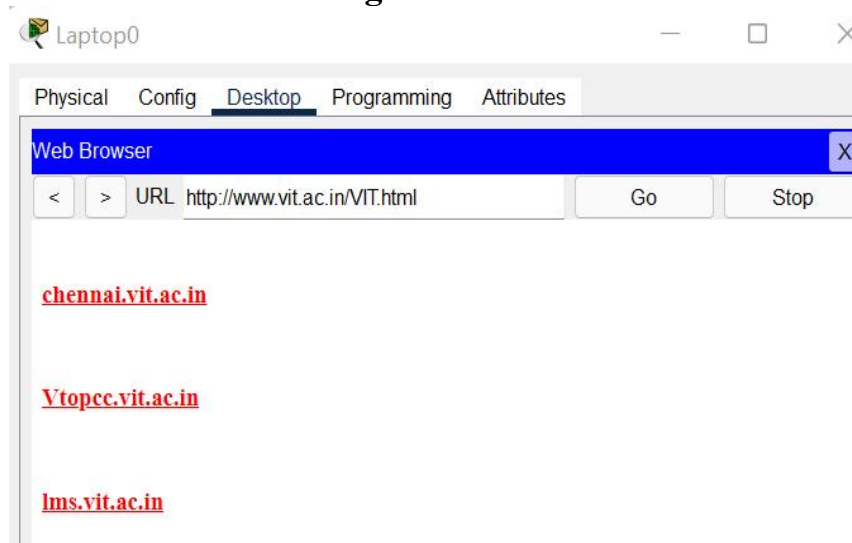 Laptop0
Physical Config Desktop Programming Attributes
Web Browser X
< > URL http://www.vit.ac.in/VIT.html Go Stop
chennai.vit.ac.in
Vtopcc.vit.ac.in
lms.vit.ac.in